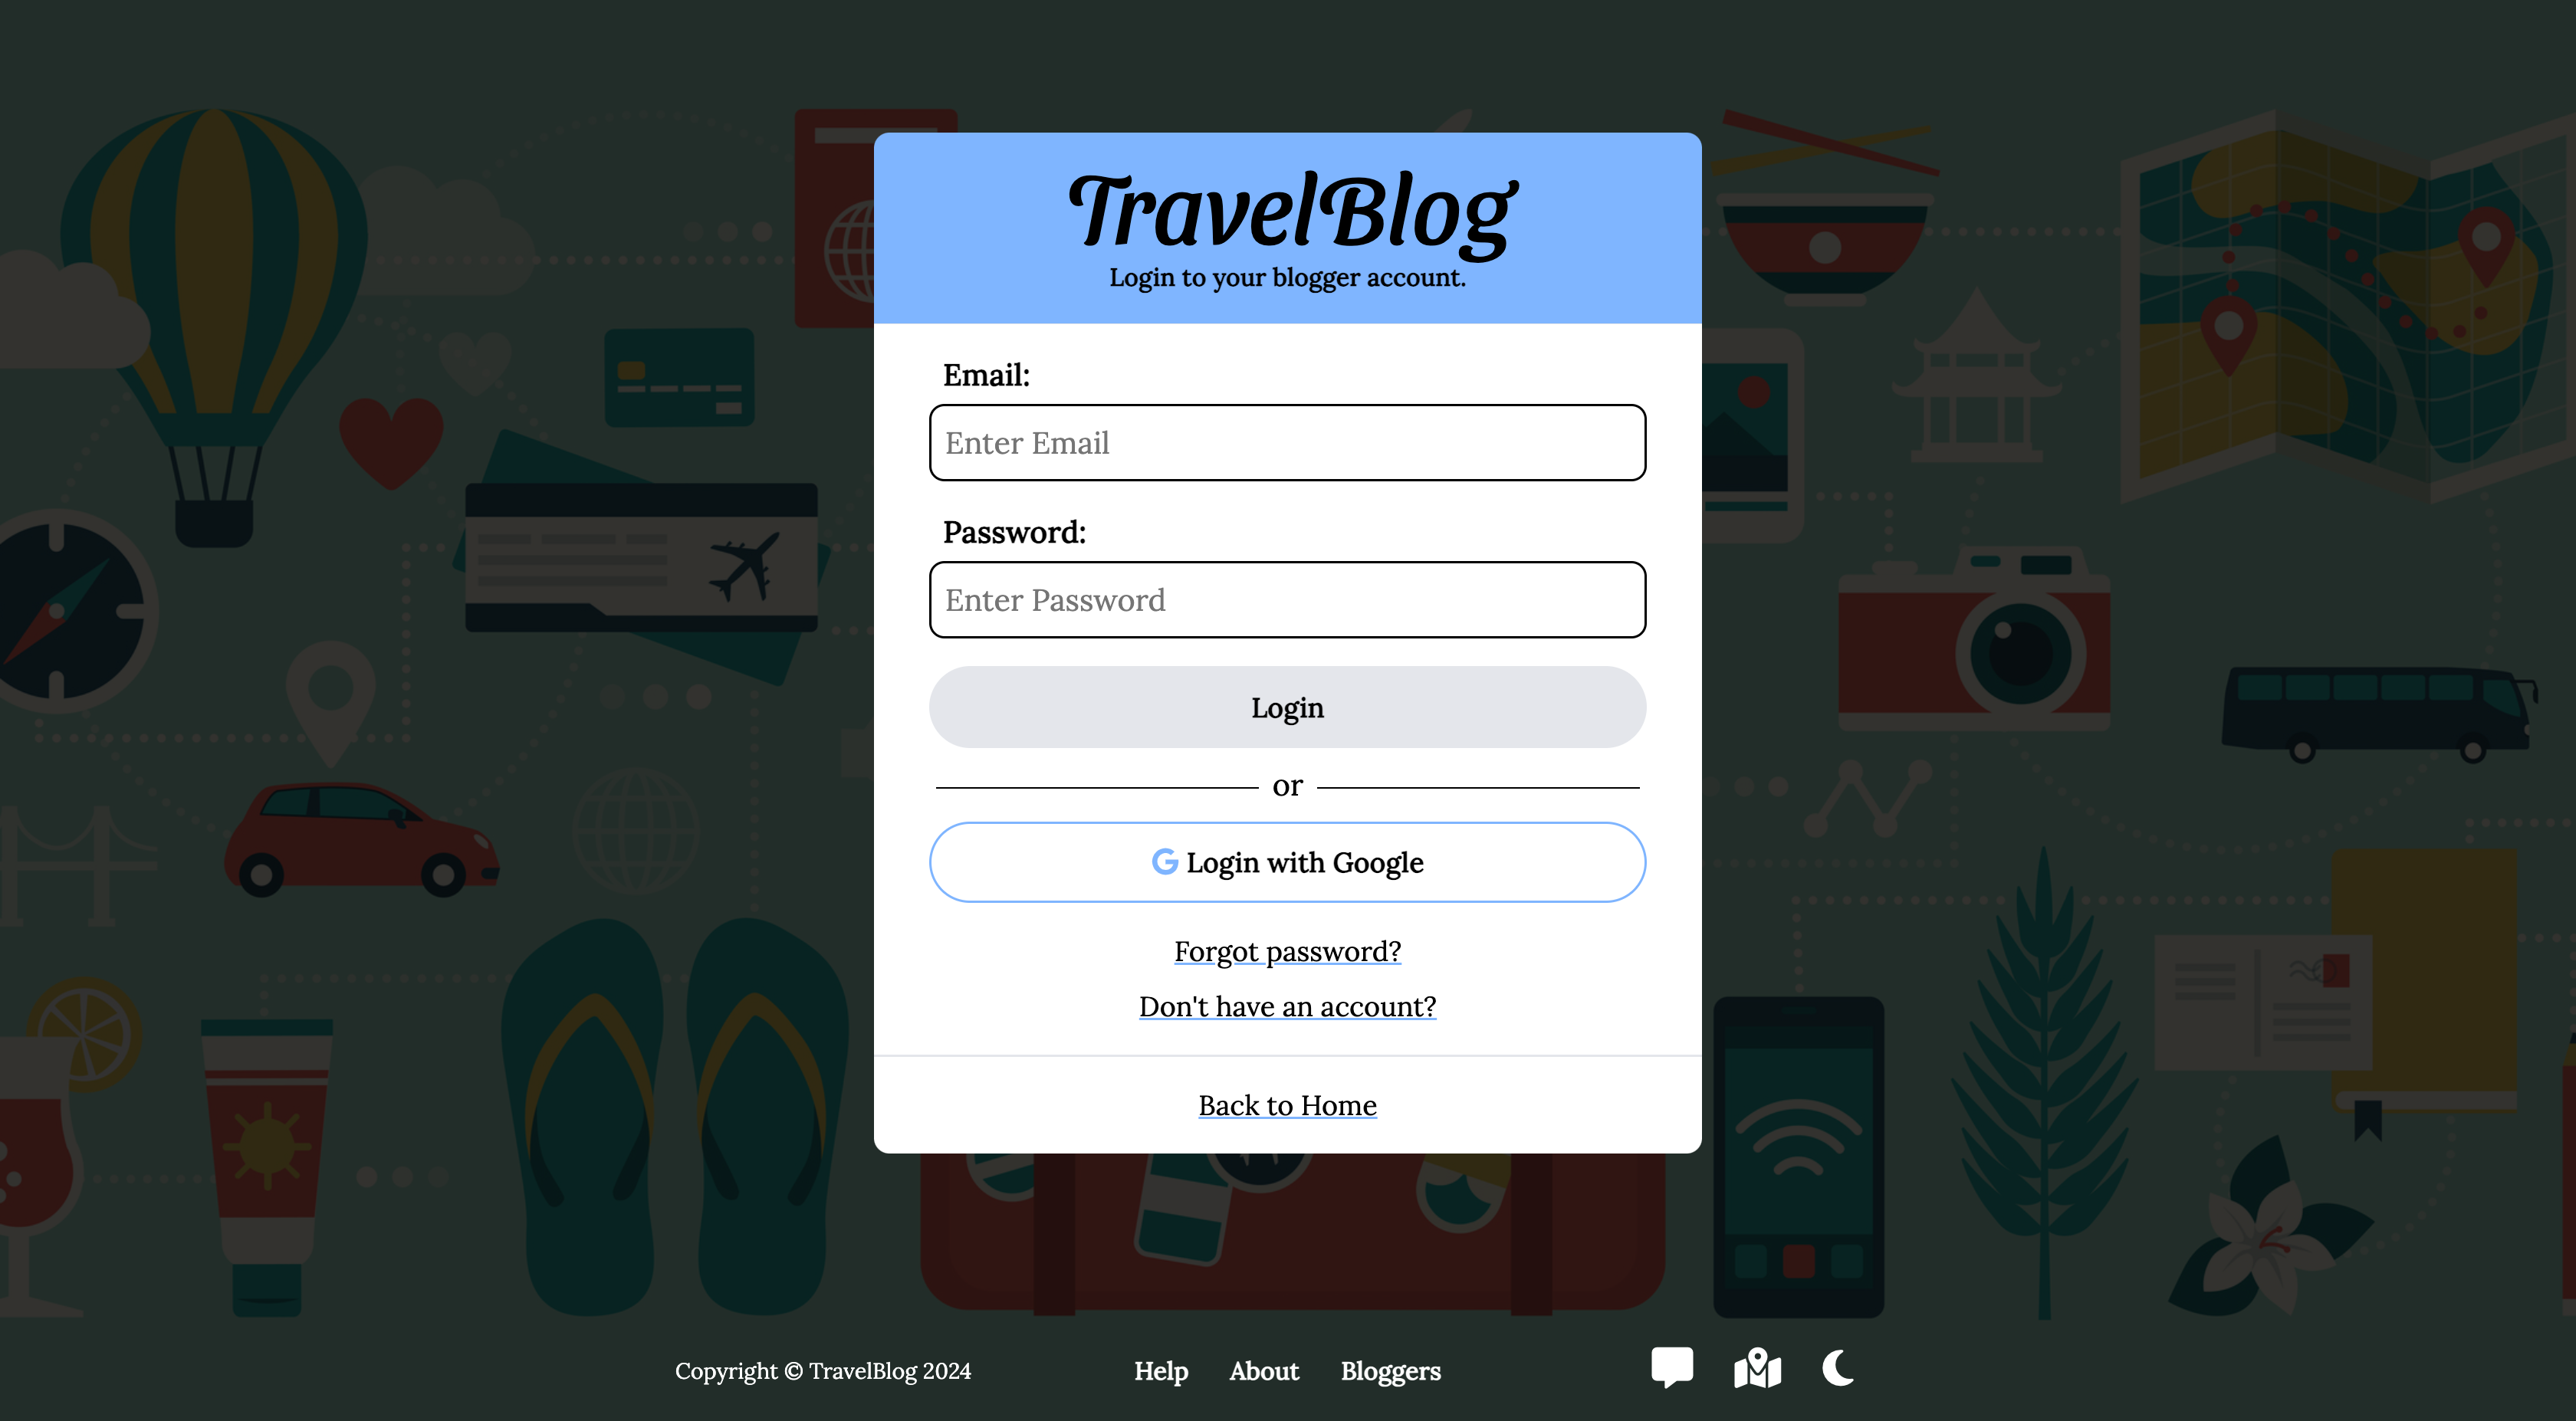 TravelBlog
Login to your blogger account.
Email:
Enter Email
Password:
Enter Password
Login
or
Login with Google
Forgot password?
Don't have an account?
Back to Home
Copyright © TravelBlog 2024
Help
About
Bloggers